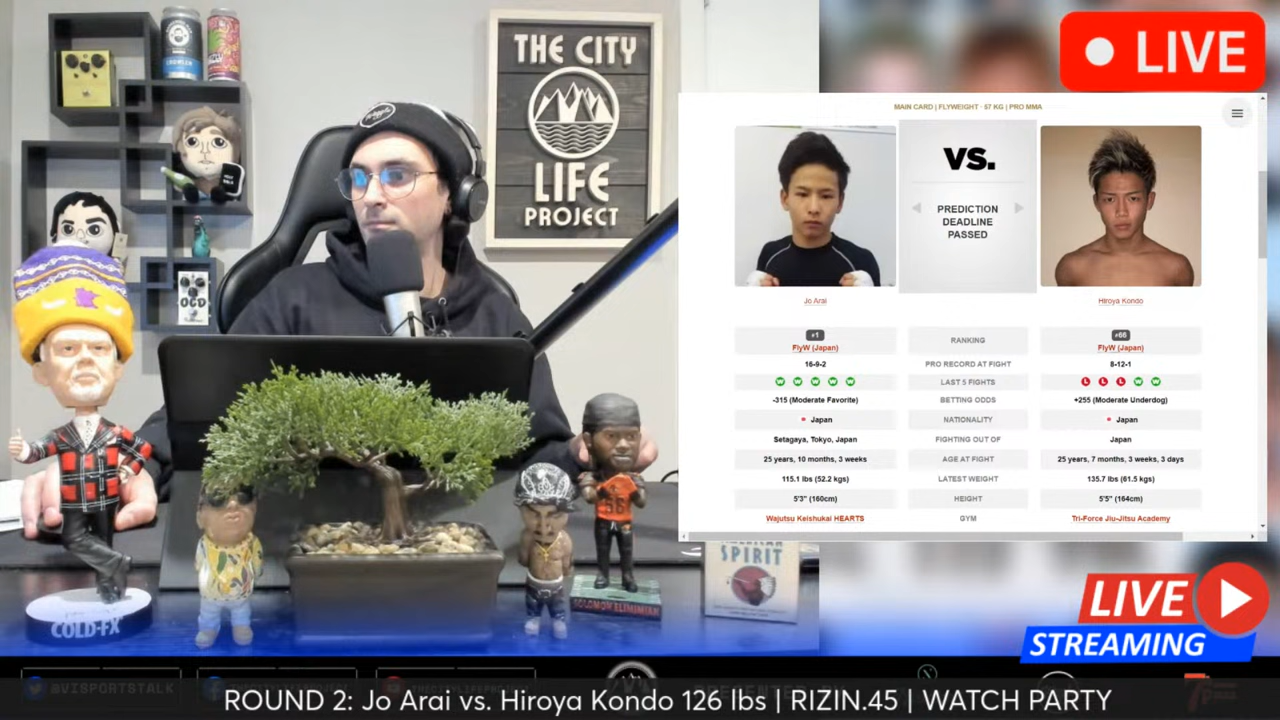 LIVE
THE CITY
LIFE
PROJECT
MAIN CARD | FLYWEIGHT · 57 KG | PRO MMA
VS.
PREDICTION
DEADLINE
PASSED
Jo Arai
Hiroya Kondo
#1 RANKING #66
FlyW (Japan) FlyW (Japan)
16-9-2 PRO RECORD AT FIGHT 8-12-1
W W W W W LAST 5 FIGHTS L L L W W
-315 (Moderate Favorite) BETTING ODDS +255 (Moderate Underdog)
Japan NATIONALITY Japan
Setagaya, Tokyo, Japan FIGHTING OUT OF Japan
25 years, 10 months, 3 weeks AGE AT FIGHT 25 years, 7 months, 3 weeks, 3 days
115.1 lbs (52.2 kgs) LATEST WEIGHT 135.7 lbs (61.5 kgs)
5'3" (160cm) HEIGHT 5'5" (164cm)
Wajutsu Keishukai HEARTS GYM Tri-Force Jiu-Jitsu Academy
OCD
COLD-FX
SOLOMON ELIMIMIAN
SPIRIT
LIVE
STREAMING
@VISPORTSTALK
ROUND 2: Jo Arai vs. Hiroya Kondo 126 lbs | RIZIN.45 | WATCH PARTY